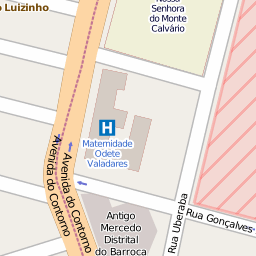 o Luizinho
Nossa
Senhora
do Monte
Calvário
H
Maternidade
Odete
Valadares
Avenida do Contorno
Avenida do Contorno
Rua Gonçalves
Rua Uberaba
Antigo
Mercedo
Distrital
do Barroca